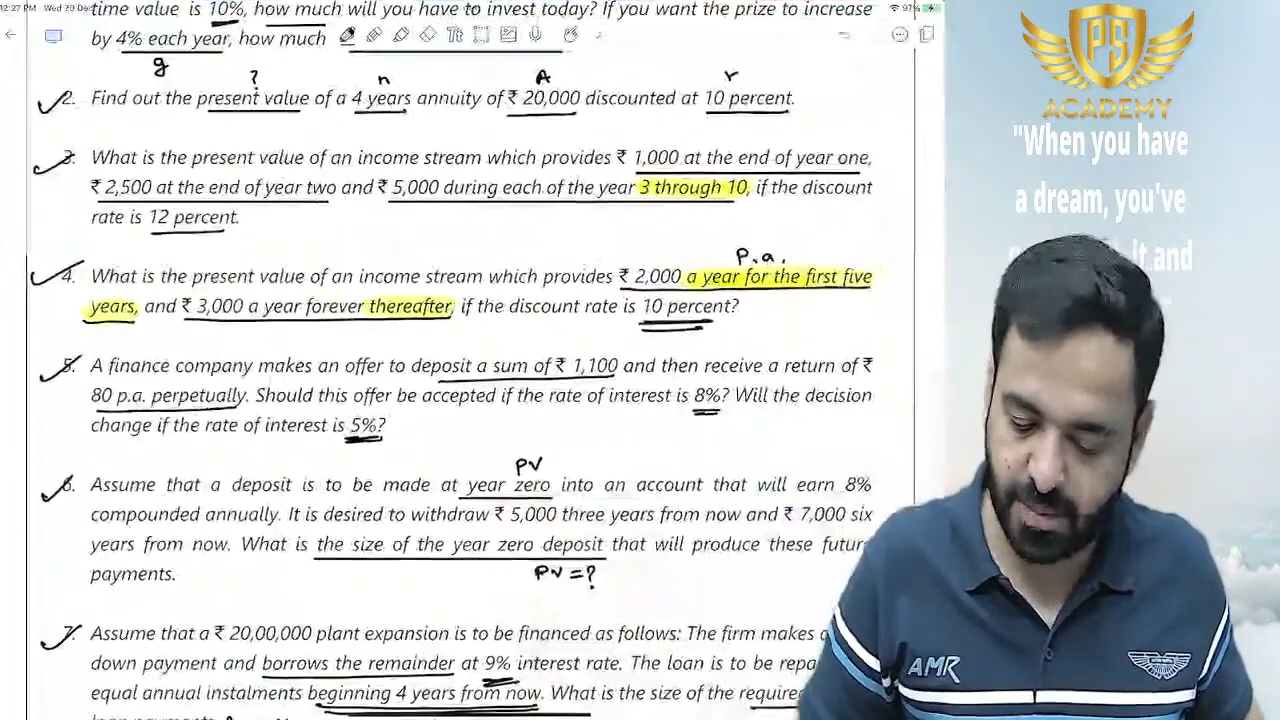 12:27 PM Wed 20 Dec
97%
time value is 10%, how much will you have to invest today? If you want the prize to increase
by 4% each year, how much
g
? n A r
2. Find out the present value of a 4 years annuity of ₹ 20,000 discounted at 10 percent.
3. What is the present value of an income stream which provides ₹ 1,000 at the end of year one,
₹ 2,500 at the end of year two and ₹ 5,000 during each of the year 3 through 10, if the discount
rate is 12 percent.
P.a.
4. What is the present value of an income stream which provides ₹ 2,000 a year for the first five
years, and ₹ 3,000 a year forever thereafter, if the discount rate is 10 percent?
5. A finance company makes an offer to deposit a sum of ₹ 1,100 and then receive a return of ₹
80 p.a. perpetually. Should this offer be accepted if the rate of interest is 8%? Will the decision
change if the rate of interest is 5%?
PV
6. Assume that a deposit is to be made at year zero into an account that will earn 8%
compounded annually. It is desired to withdraw ₹ 5,000 three years from now and ₹ 7,000 six
years from now. What is the size of the year zero deposit that will produce these futur
payments.
PV = ?
7. Assume that a ₹ 20,00,000 plant expansion is to be financed as follows: The firm makes
down payment and borrows the remainder at 9% interest rate. The loan is to be repa
equal annual instalments beginning 4 years from now. What is the size of the require
PS
ACADEMY
"When you have
a dream, you've
it and
AMR